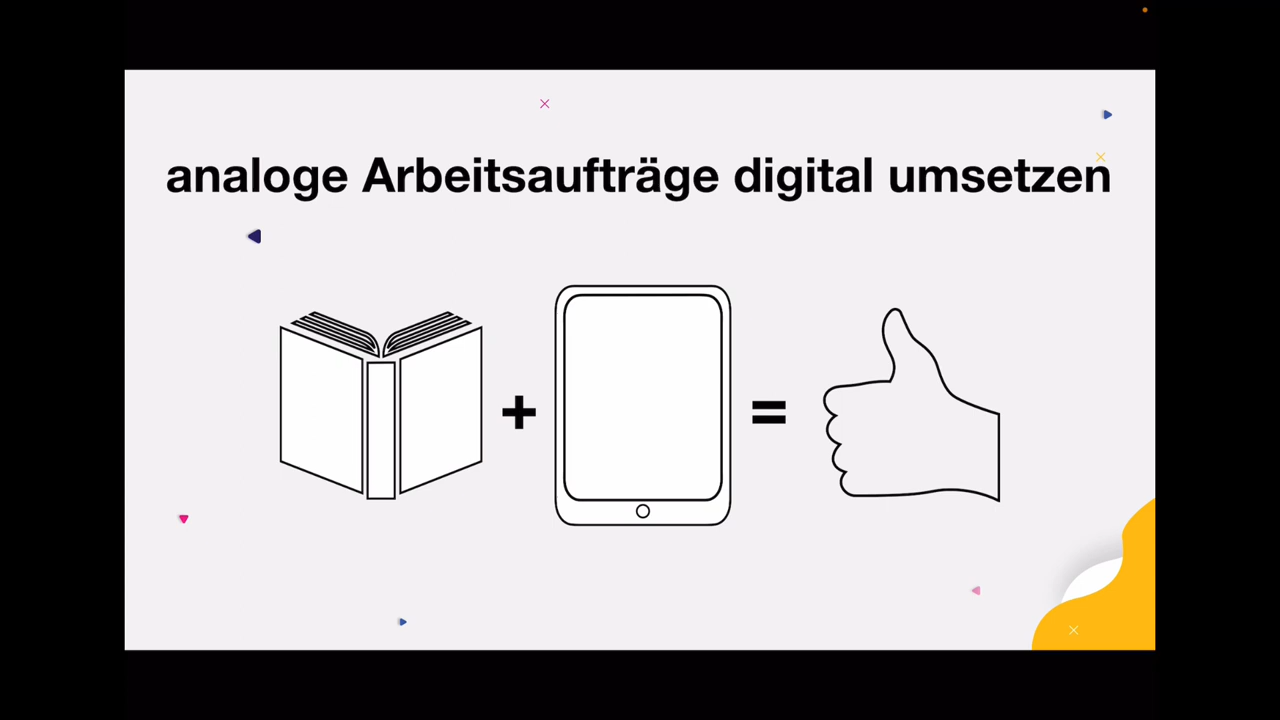 analoge Arbeitsaufträge digital umsetzen
+ =